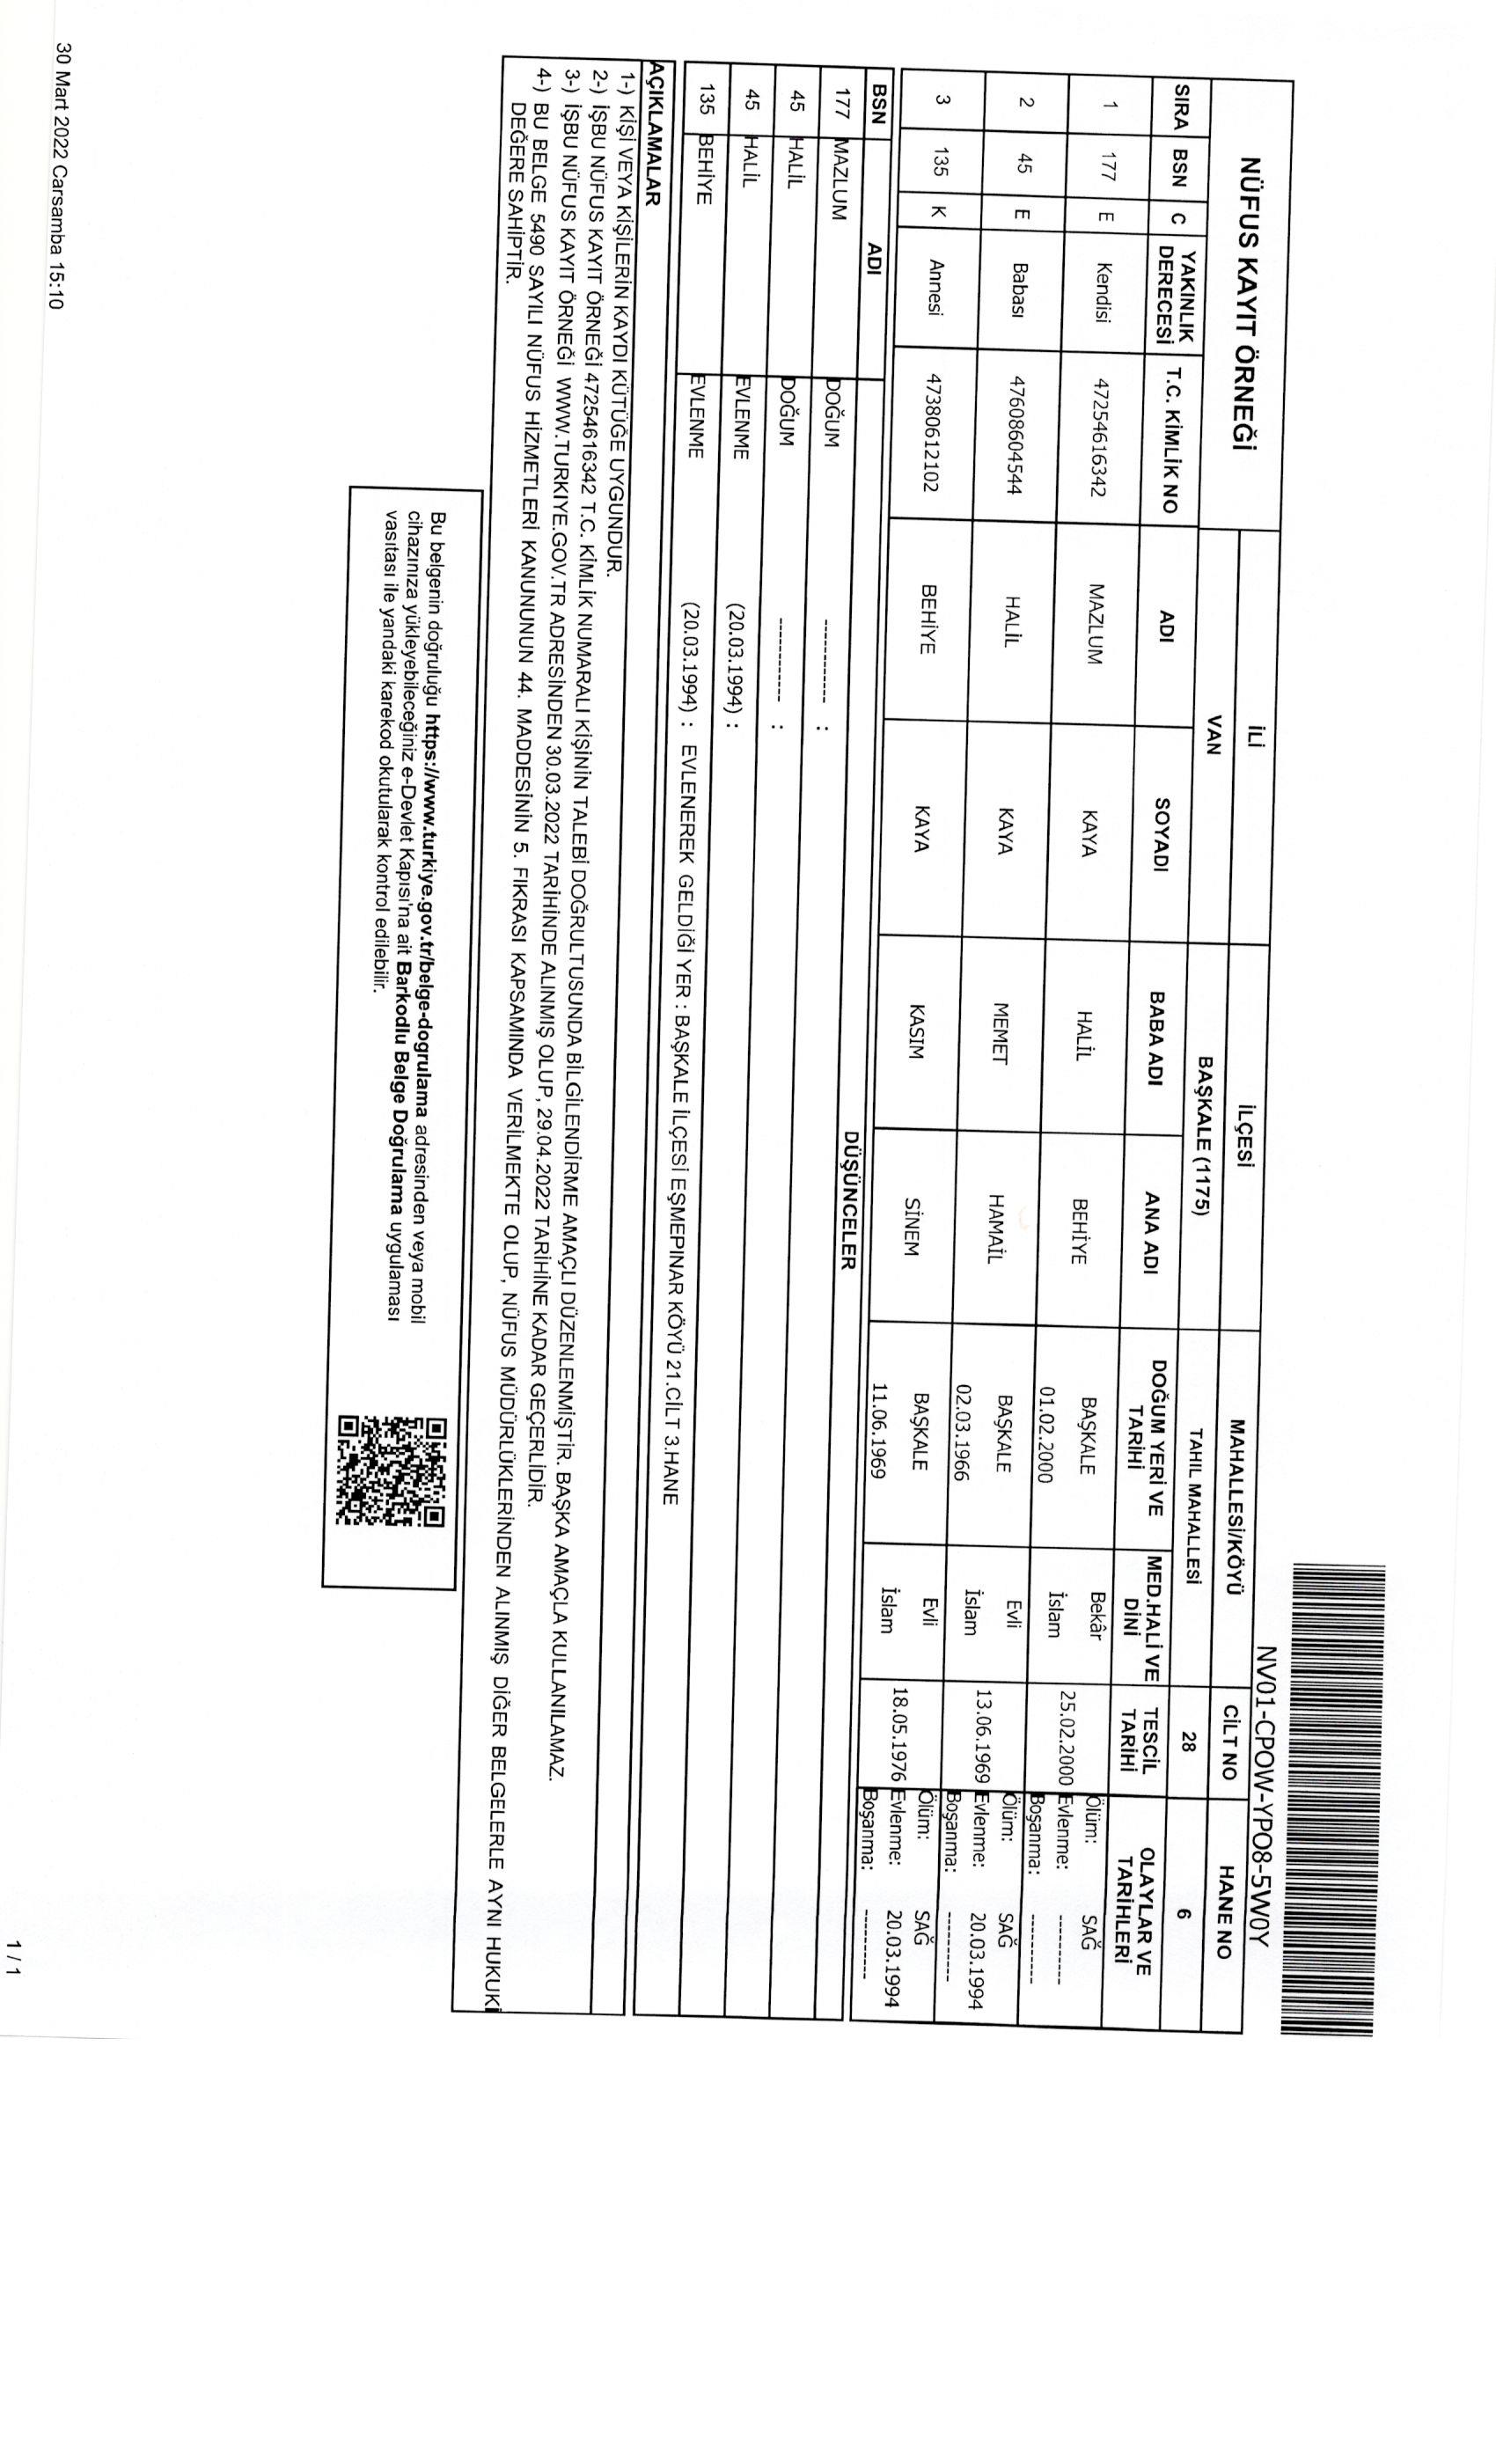 NV01-CPOW-YPO8-5W0Y
NÜFUS KAYIT ÖRNEĞİ
İLİ İLÇESİ MAHALLESİ/KÖYÜ CİLT NO HANE NO
VAN BAŞKALE (1175) TAHIL MAHALLESİ 28 6
SIRA BSN C YAKINLIK DERECESİ T.C. KİMLİK NO ADI SOYADI BABA ADI ANA ADI DOĞUM YERİ VE TARİHİ MED.HALİ VE DİNİ TESCİL TARİHİ OLAYLAR VE TARİHLERİ
1 177 E Kendisi 47254616342 MAZLUM KAYA HALİL BEHİYE BAŞKALE 01.02.2000 Bekâr İslam 25.02.2000 Ölüm: SAĞ
Evlenme: ----------
Boşanma: ----------
2 45 E Babası 47608604544 HALİL KAYA MEMET HAMAİL BAŞKALE 02.03.1966 Evli İslam 13.06.1969 Ölüm: SAĞ
Evlenme: 20.03.1994
Boşanma: ----------
3 135 K Annesi 47380612102 BEHİYE KAYA KASIM SİNEM BAŞKALE 11.06.1969 Evli İslam 18.05.1976 Ölüm: SAĞ
Evlenme: 20.03.1994
Boşanma: ----------
BSN ADI DÜŞÜNCELER
177 MAZLUM DOĞUM ------------ :
45 HALİL DOĞUM ------------ :
45 HALİL EVLENME (20.03.1994) :
135 BEHİYE EVLENME (20.03.1994) : EVLENEREK GELDİĞİ YER : BAŞKALE İLÇESİ EŞMEPINAR KÖYÜ 21.CİLT 3.HANE
AÇIKLAMALAR
1-) KİŞİ VEYA KİŞİLERİN KAYDI KÜTÜĞE UYGUNDUR.
2-) İŞBU NÜFUS KAYIT ÖRNEĞİ 47254616342 T.C. KİMLİK NUMARALI KİŞİNİN TALEBİ DOĞRULTUSUNDA BİLGİLENDİRME AMAÇLI DÜZENLENMİŞTİR. BAŞKA AMAÇLA KULLANILAMAZ.
3-) İŞBU NÜFUS KAYIT ÖRNEĞİ WWW.TURKIYE.GOV.TR ADRESİNDEN 30.03.2022 TARİHİNDE ALINMIŞ OLUP, 29.04.2022 TARİHİNE KADAR GEÇERLİDİR.
4-) BU BELGE 5490 SAYILI NÜFUS HİZMETLERİ KANUNUNUN 44. MADDESİNİN 5. FIKRASI KAPSAMINDA VERİLMEKTE OLUP, NÜFUS MÜDÜRLÜKLERİNDEN ALINMIŞ DİĞER BELGELERLE AYNI HUKUKİ
DEĞERE SAHİPTİR.
Bu belgenin doğruluğu https://www.turkiye.gov.tr/belge-dogrulama adresinden veya mobil
cihazınıza yükleyebileceğiniz e-Devlet Kapısı'na ait Barkodlu Belge Doğrulama uygulaması
vasıtası ile yandaki karekod okutularak kontrol edilebilir.
30 Mart 2022 Carsamba 15:10
1 / 1